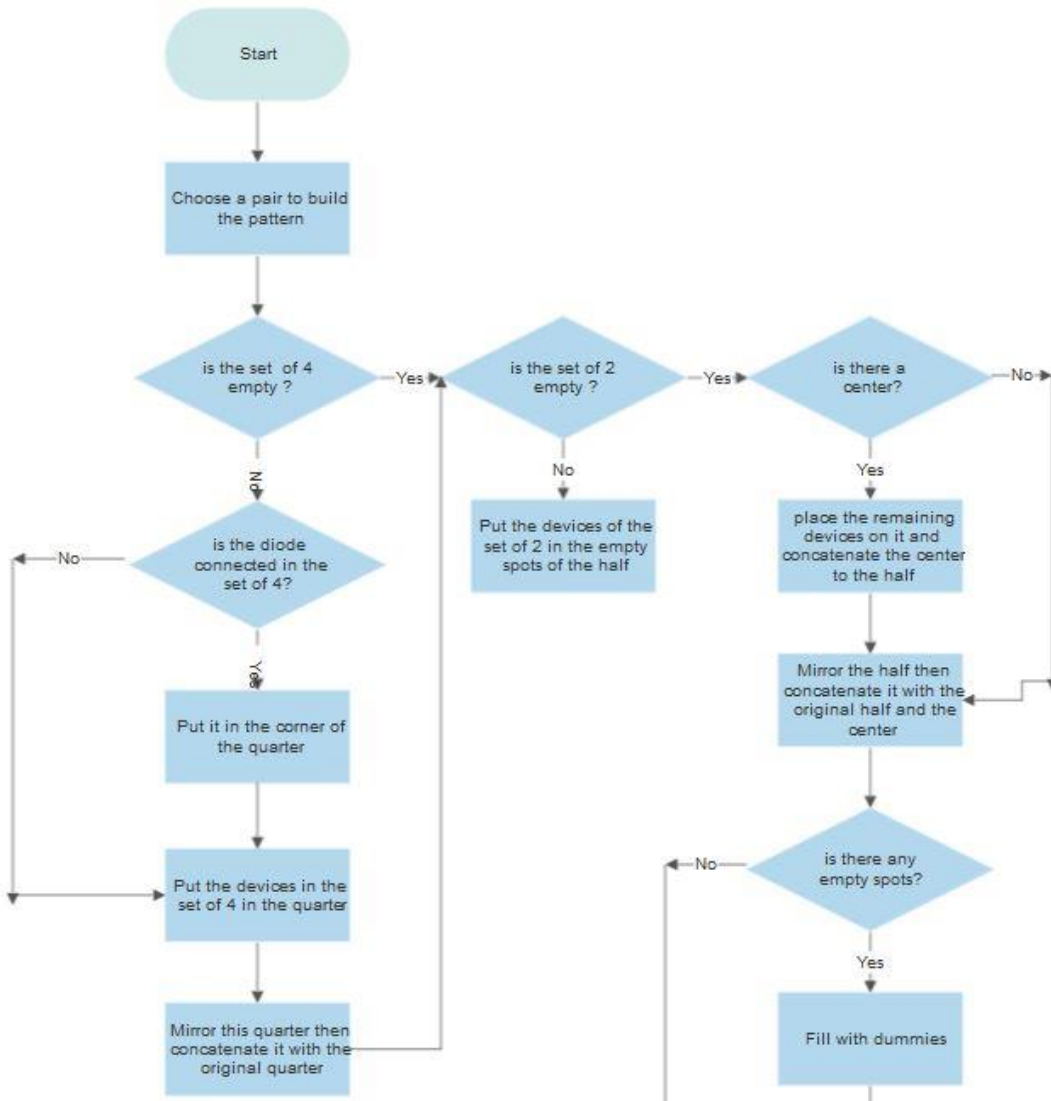 Start
Choose a pair to build
the pattern
is the set of 4
empty ?
Yes
is the set of 2
empty ?
Yes
is there a
center?
No
No
No
Yes
is the diode
connected in the
set of 4?
No
Put the devices of the
set of 2 in the empty
spots of the half
place the remaining
devices on it and
concatenate the center
to the half
Yes
Put it in the corner of
the quarter
Mirror the half then
concatenate it with the
original half and the
center
Put the devices in the
set of 4 in the quarter
is there any
empty spots?
No
Yes
Mirror this quarter then
concatenate it with the
original quarter
Fill with dummies